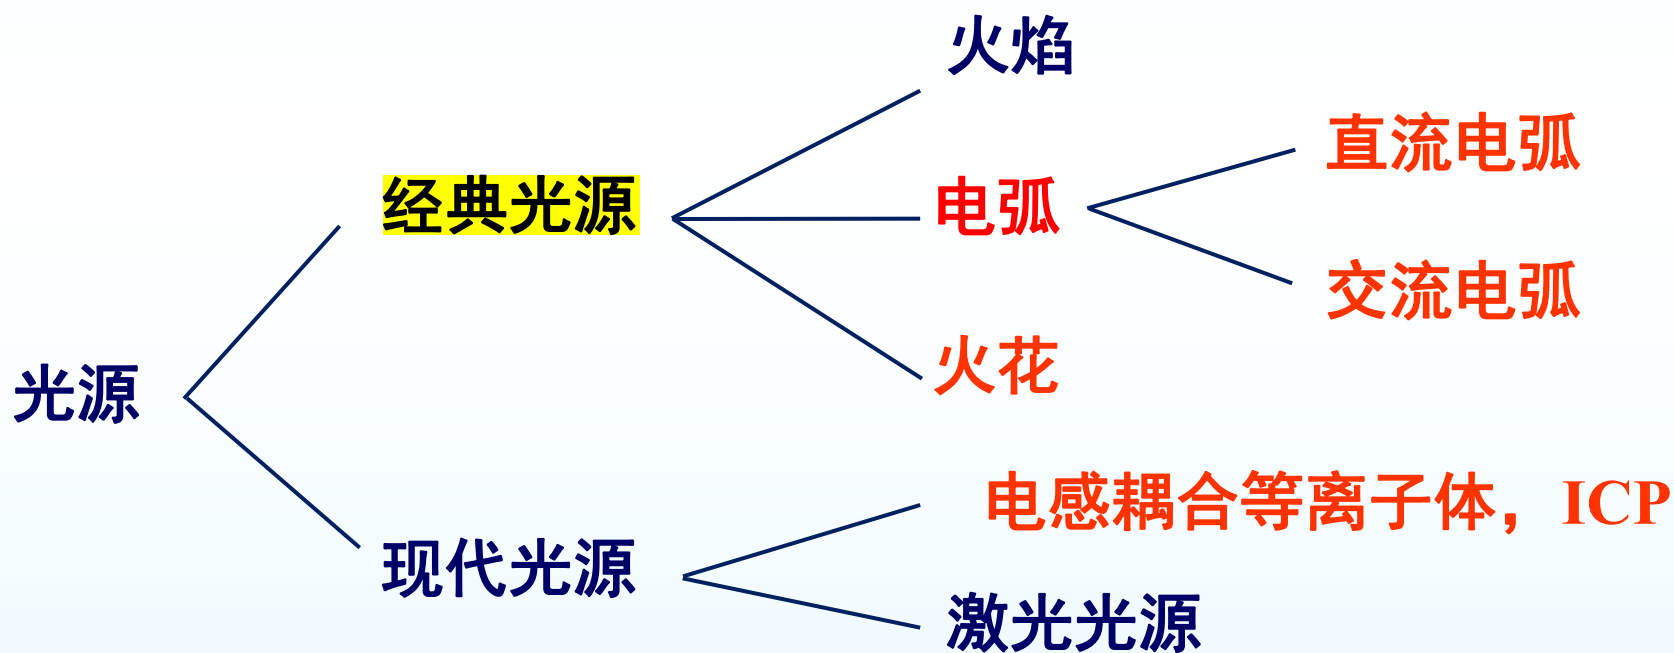 火焰
直流电弧
经典光源
电弧
交流电弧
火花
光源
电感耦合等离子体，ICP
现代光源
激光光源